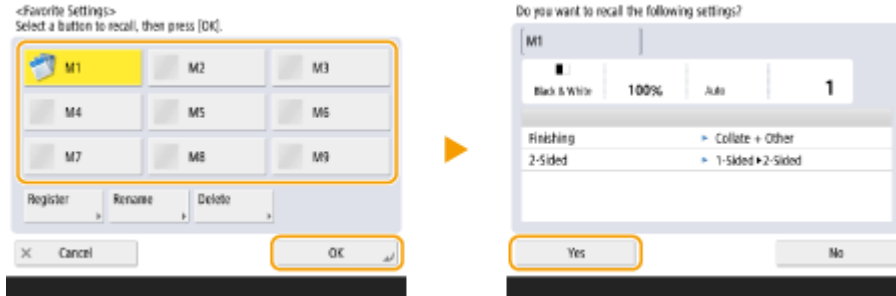 <Favorite Settings>
Select a button to recall, then press [OK].
M1 M2 M3
M4 M5 M6
M7 M8 M9
Register Rename Delete
× Cancel OK
Do you want to recall the following settings?
M1
Black & White 100% Auto 1
Finishing ► Collate + Other
2-Sided ► 1-Sided►2-Sided
Yes No